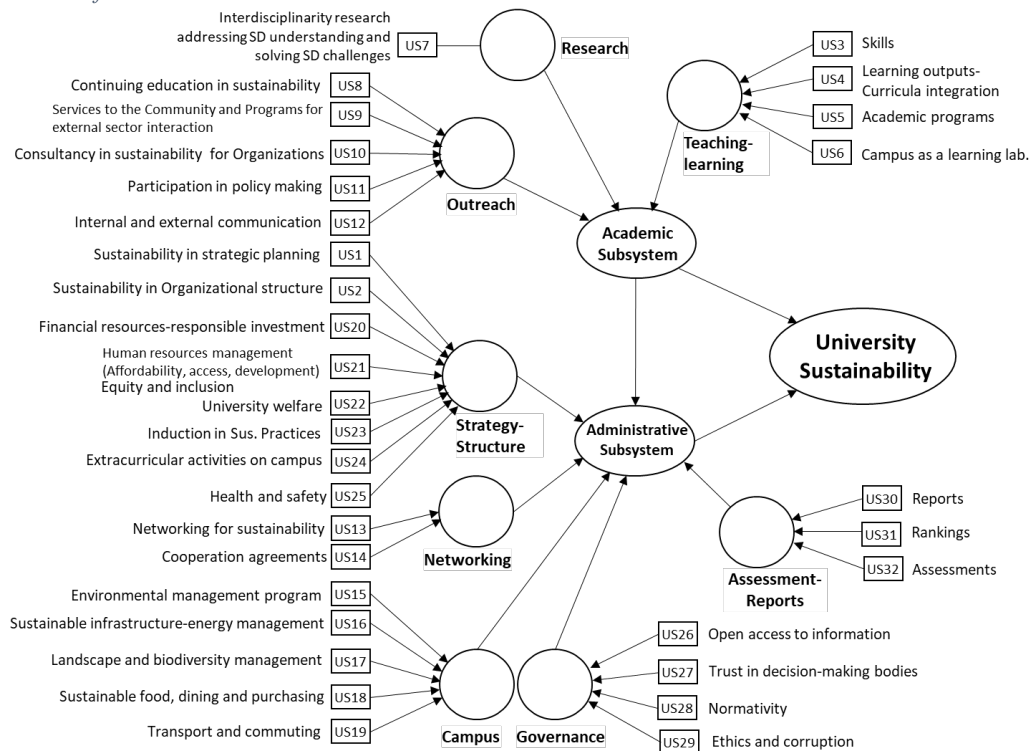 Interdisciplinarity research
addressing SD understanding and
solving SD challenges
US7
Research
US3
Skills
US4
Learning outputs-
Curricula integration
US5
Academic programs
US6
Campus as a learning lab.
Teaching-
learning
Continuing education in sustainability
US8
Services to the Community and Programs for
external sector interaction
US9
Consultancy in sustainability for Organizations
US10
Participation in policy making
US11
Internal and external communication
US12
Outreach
Academic
Subsystem
Sustainability in strategic planning
US1
Sustainability in Organizational structure
US2
Financial resources-responsible investment
US20
Human resources management
(Affordability, access, development)
US21
Equity and inclusion
University welfare
US22
Induction in Sus. Practices
US23
Extracurricular activities on campus
US24
Health and safety
US25
Strategy-
Structure
University
Sustainability
Administrative
Subsystem
Networking for sustainability
US13
Cooperation agreements
US14
Networking
US30
Reports
US31
Rankings
US32
Assessments
Assessment-
Reports
Environmental management program
US15
Sustainable infrastructure-energy management
US16
Landscape and biodiversity management
US17
Sustainable food, dining and purchasing
US18
Transport and commuting
US19
Campus
US26
Open access to information
US27
Trust in decision-making bodies
US28
Normativity
US29
Ethics and corruption
Governance